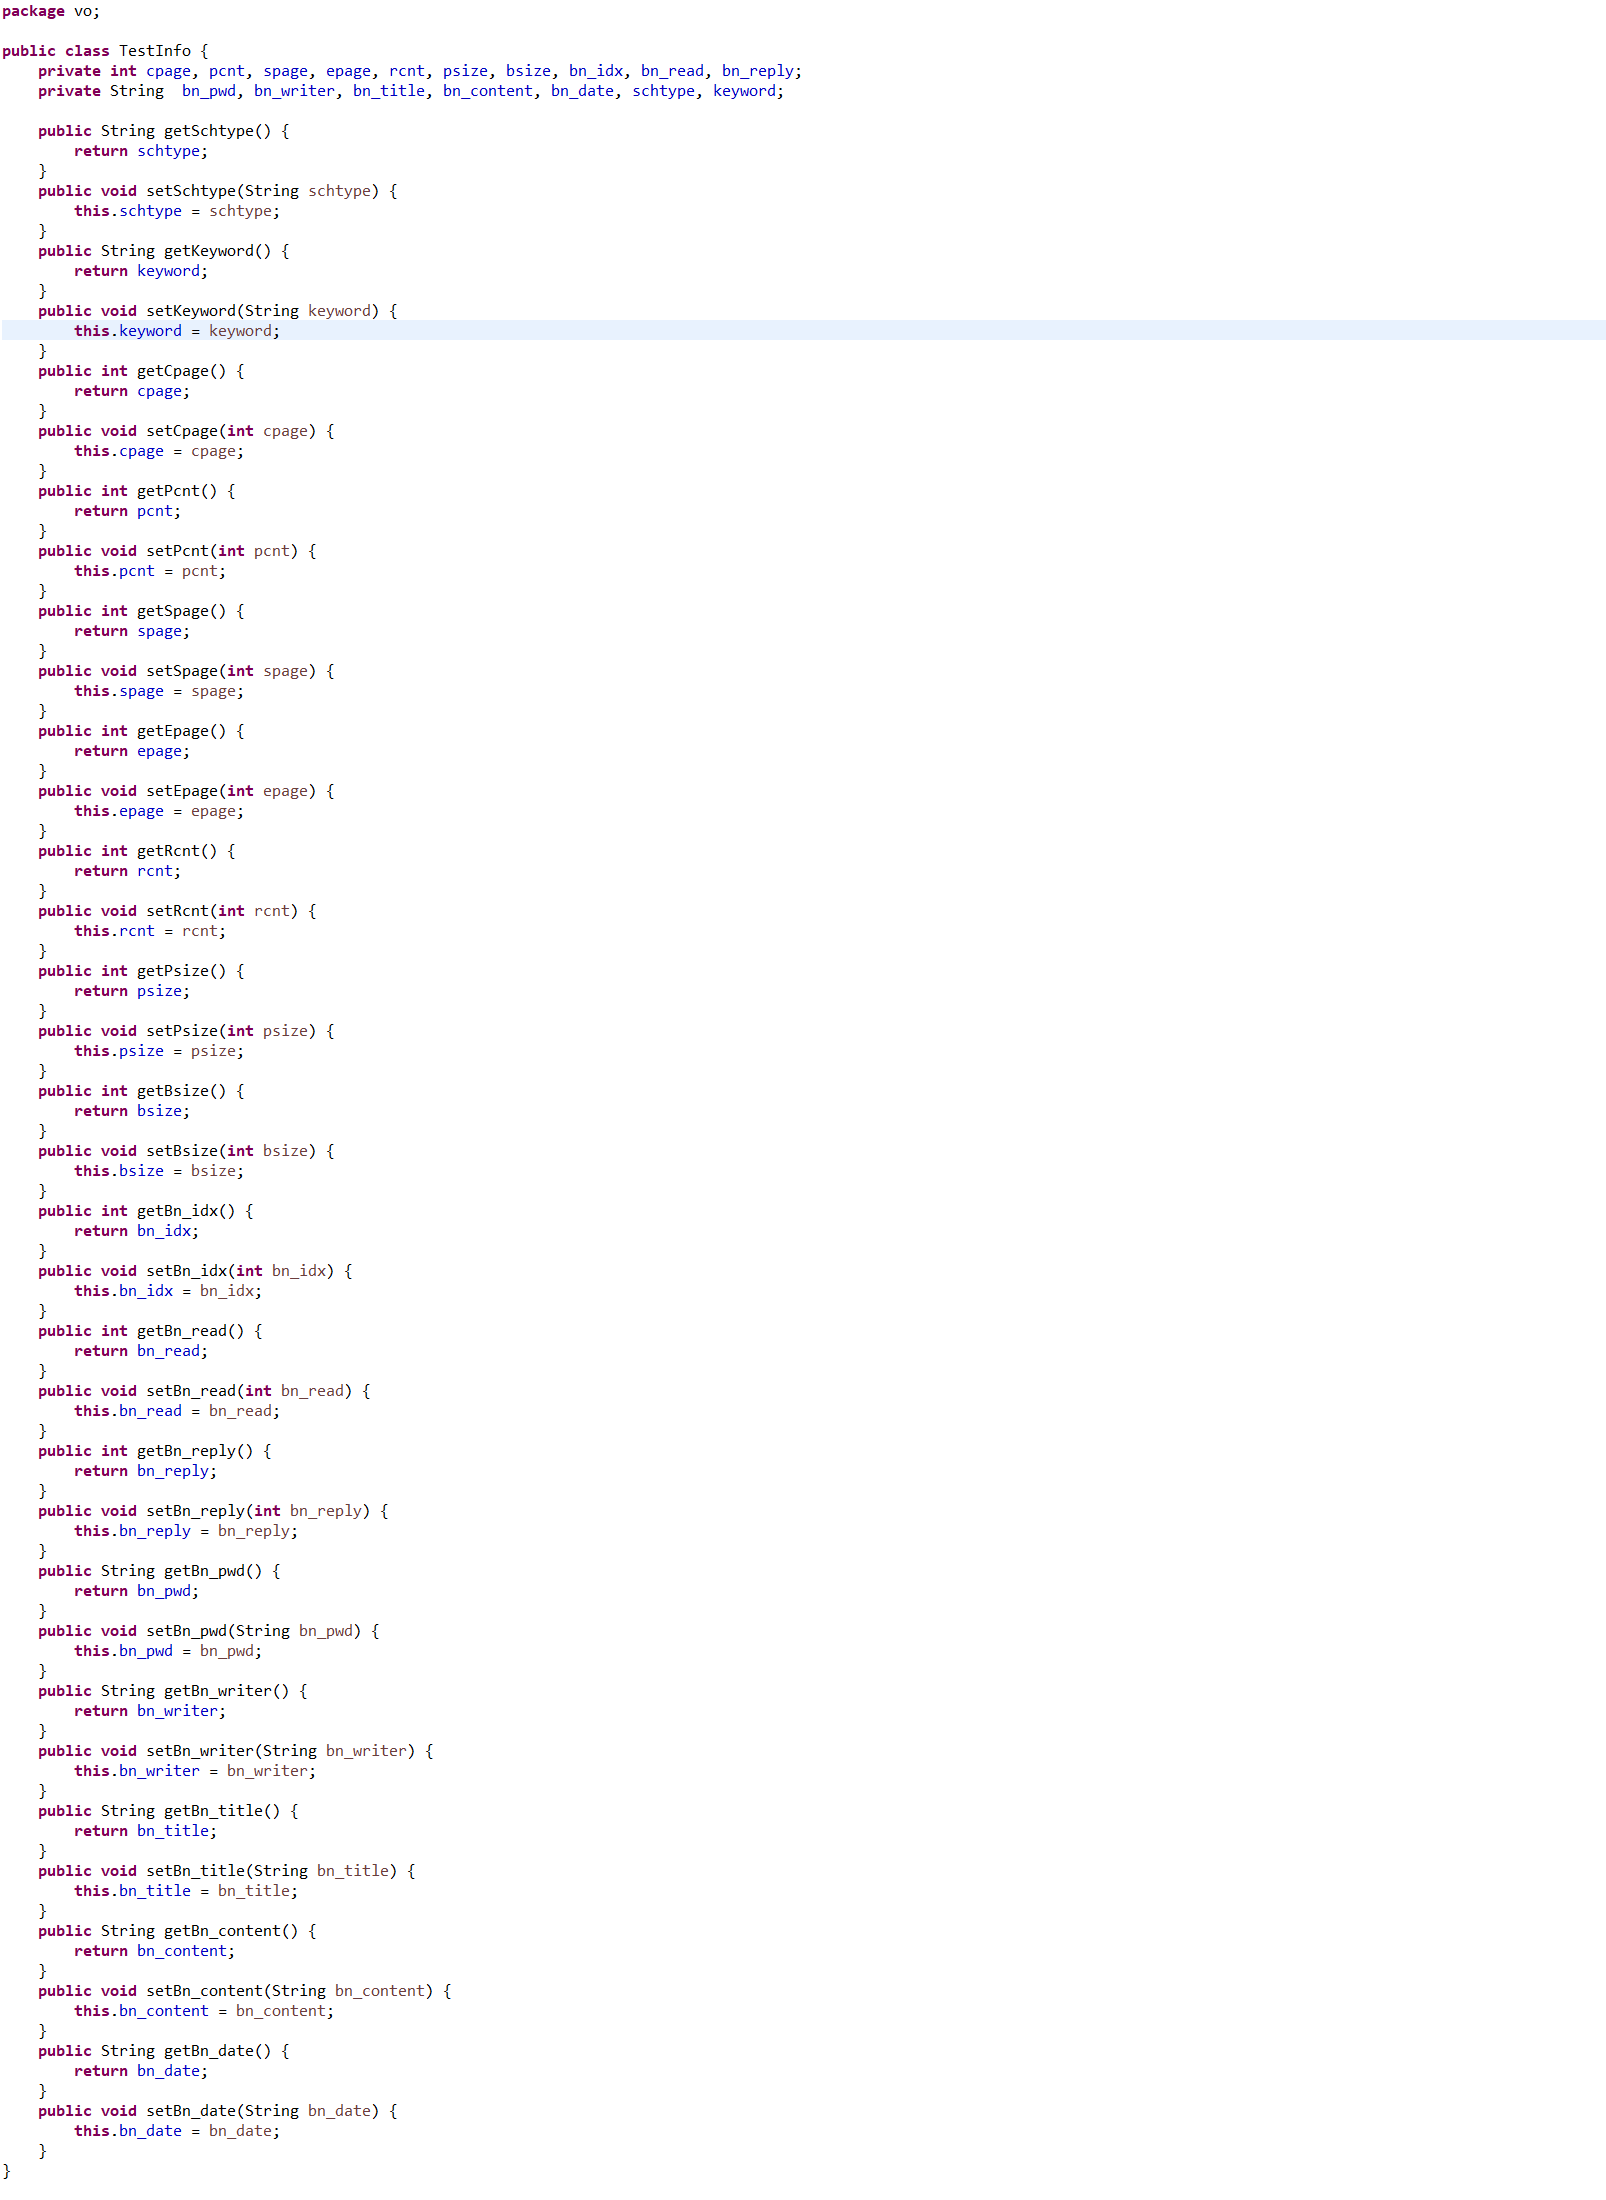 package vo;

public class TestInfo {
    private int cpage, pcnt, spage, epage, rcnt, psize, bsize, bn_idx, bn_read, bn_reply;
    private String  bn_pwd, bn_writer, bn_title, bn_content, bn_date, schtype, keyword;

    public String getSchtype() {
        return schtype;
    }
    public void setSchtype(String schtype) {
        this.schtype = schtype;
    }
    public String getKeyword() {
        return keyword;
    }
    public void setKeyword(String keyword) {
        this.keyword = keyword;
    }
    public int getCpage() {
        return cpage;
    }
    public void setCpage(int cpage) {
        this.cpage = cpage;
    }
    public int getPcnt() {
        return pcnt;
    }
    public void setPcnt(int pcnt) {
        this.pcnt = pcnt;
    }
    public int getSpage() {
        return spage;
    }
    public void setSpage(int spage) {
        this.spage = spage;
    }
    public int getEpage() {
        return epage;
    }
    public void setEpage(int epage) {
        this.epage = epage;
    }
    public int getRcnt() {
        return rcnt;
    }
    public void setRcnt(int rcnt) {
        this.rcnt = rcnt;
    }
    public int getPsize() {
        return psize;
    }
    public void setPsize(int psize) {
        this.psize = psize;
    }
    public int getBsize() {
        return bsize;
    }
    public void setBsize(int bsize) {
        this.bsize = bsize;
    }
    public int getBn_idx() {
        return bn_idx;
    }
    public void setBn_idx(int bn_idx) {
        this.bn_idx = bn_idx;
    }
    public int getBn_read() {
        return bn_read;
    }
    public void setBn_read(int bn_read) {
        this.bn_read = bn_read;
    }
    public int getBn_reply() {
        return bn_reply;
    }
    public void setBn_reply(int bn_reply) {
        this.bn_reply = bn_reply;
    }
    public String getBn_pwd() {
        return bn_pwd;
    }
    public void setBn_pwd(String bn_pwd) {
        this.bn_pwd = bn_pwd;
    }
    public String getBn_writer() {
        return bn_writer;
    }
    public void setBn_writer(String bn_writer) {
        this.bn_writer = bn_writer;
    }
    public String getBn_title() {
        return bn_title;
    }
    public void setBn_title(String bn_title) {
        this.bn_title = bn_title;
    }
    public String getBn_content() {
        return bn_content;
    }
    public void setBn_content(String bn_content) {
        this.bn_content = bn_content;
    }
    public String getBn_date() {
        return bn_date;
    }
    public void setBn_date(String bn_date) {
        this.bn_date = bn_date;
    }
}